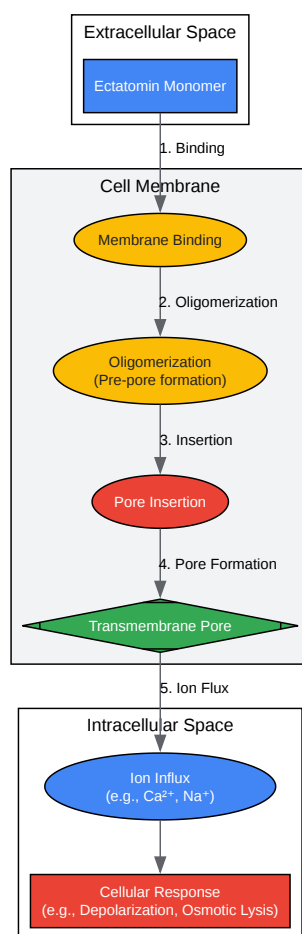 Extracellular Space
Ectatomin Monomer
1. Binding
Cell Membrane
Membrane Binding
2. Oligomerization
Oligomerization
(Pre-pore formation)
3. Insertion
Pore Insertion
4. Pore Formation
Transmembrane Pore
5. Ion Flux
Intracellular Space
Ion Influx
(e.g., Ca²⁺, Na⁺)
Cellular Response
(e.g., Depolarization, Osmotic Lysis)